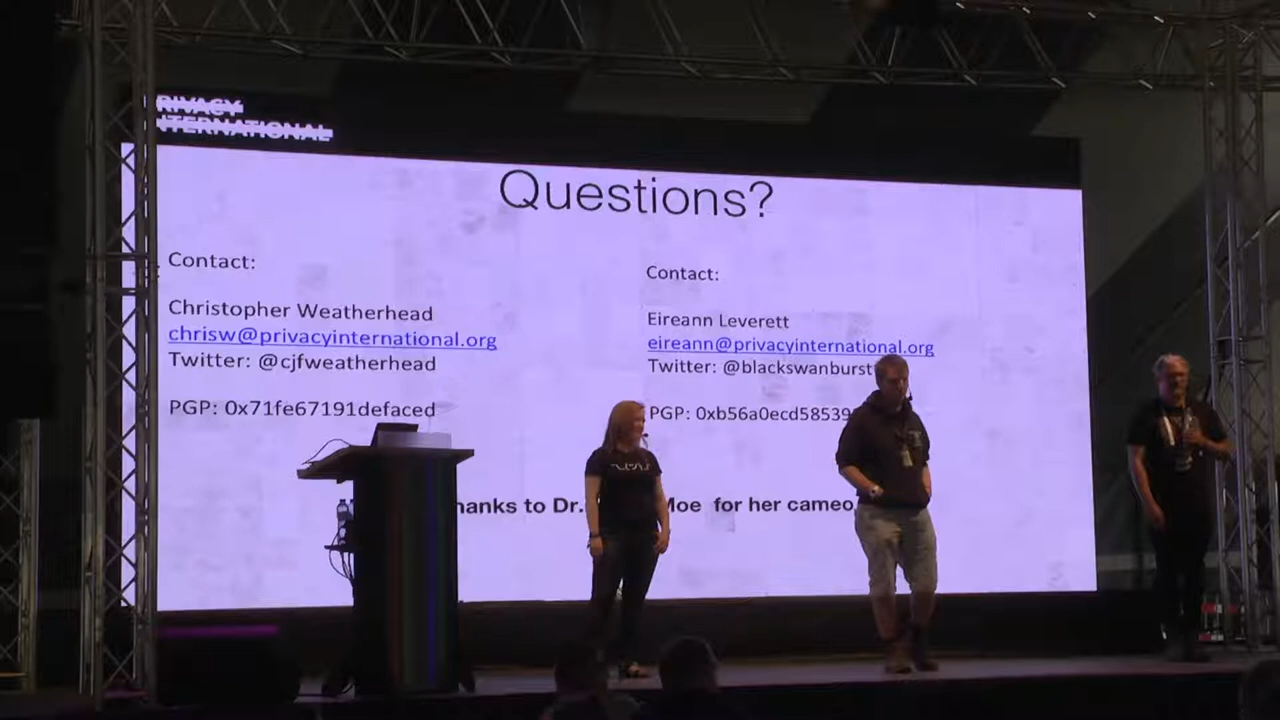 PRIVACY
INTERNATIONAL
Questions?
Contact:
Christopher Weatherhead
chrisw@privacyinternational.org
Twitter: @cjfweatherhead
PGP: 0x71fe67191defaced
Contact:
Eireann Leverett
eireann@privacyinternational.org
Twitter: @blackswanburst
PGP: 0xb56a0ecd58539
hanks to Dr. Moe for her cameo